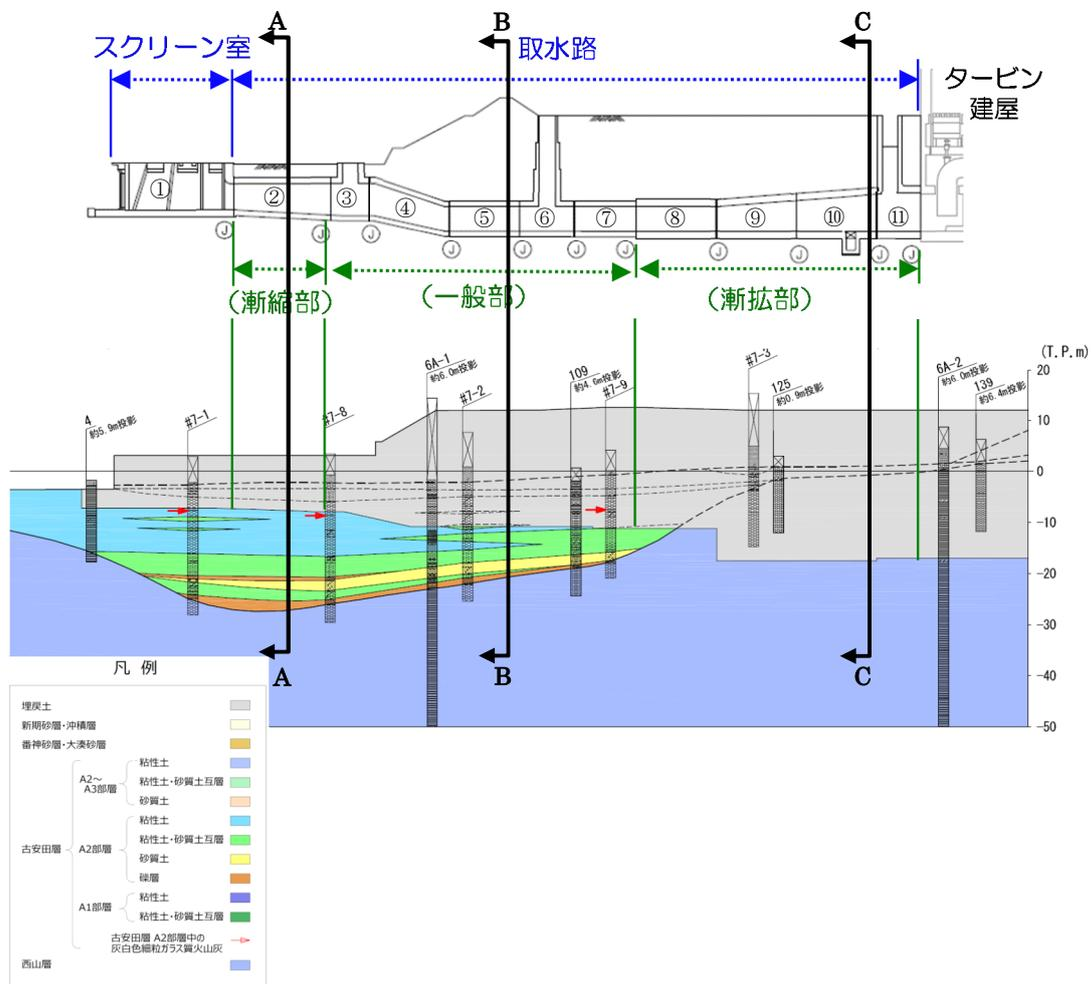 A
B
C
スクリーン室
取水路
タービン
建屋
①
②
③
④
⑤
⑥
⑦
⑧
⑨
⑩
⑪
J
J
J
J
J
J
J
J
J
J
J
(漸縮部)
(一般部)
(漸拡部)
(T.P.m)
4
約5.9m投影
#7-1
#7-8
6A-1
約6.0m投影
#7-2
109
約4.6m投影
#7-9
#7-3
125
約0.9m投影
6A-2
約6.0m投影
139
約6.4m投影
20
10
0
-10
-20
-30
-40
-50
A
B
C
凡 例
埋戻土
新期砂層・沖積層
番神砂層・大湊砂層
古安田層
A2~
A3部層
粘性土
粘性土・砂質土互層
砂質土
A2部層
粘性土
粘性土・砂質土互層
砂質土
礫層
A1部層
粘性土
粘性土・砂質土互層
古安田層 A2部層中の
灰白色細粒ガラス質火山灰
西山層